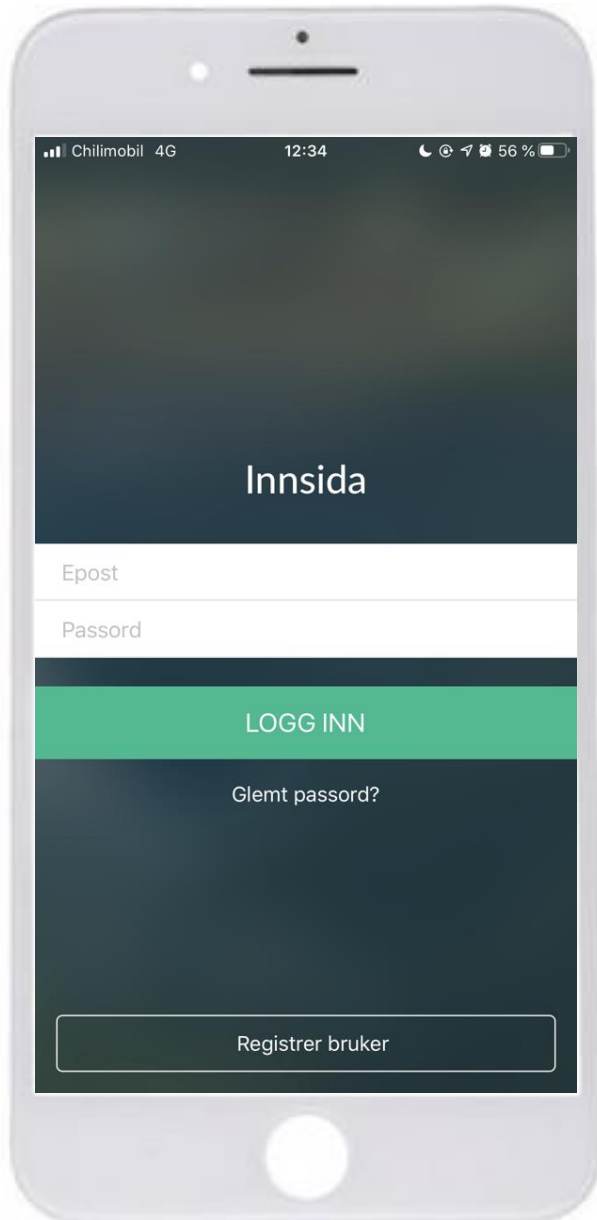 Chilimobil 4G 12:34 56 %
Innsida
Epost
Passord
LOGG INN
Glemt passord?
Registrer bruker